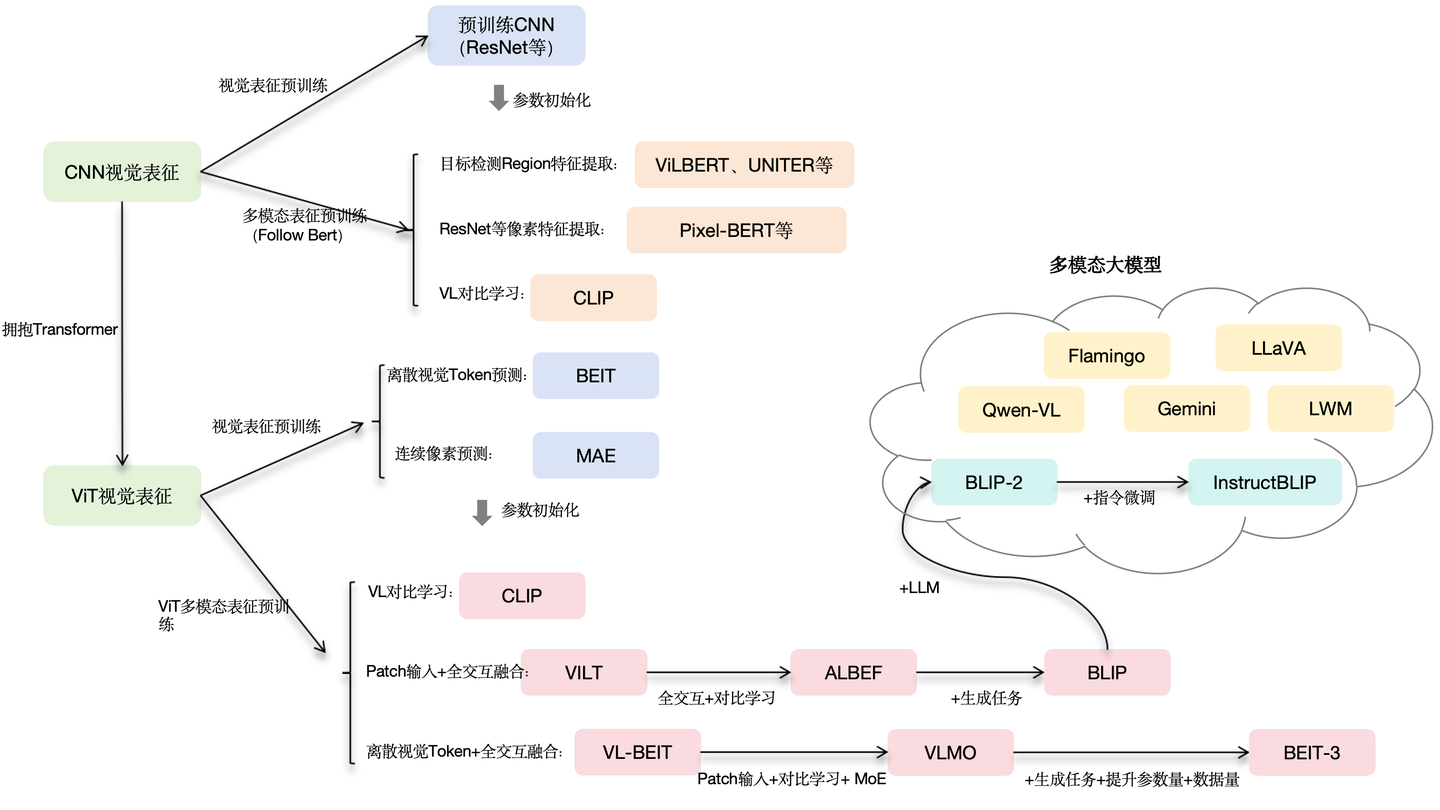 预训练CNN
（ResNet等）
视觉表征预训练
参数初始化
CNN视觉表征
目标检测Region特征提取:
ViLBERT、UNITER等
多模态表征预训练
（Follow Bert）
ResNet等像素特征提取:
Pixel-BERT等
VL对比学习:
CLIP
拥抱Transformer
离散视觉Token预测:
BEIT
视觉表征预训练
连续像素预测:
MAE
ViT视觉表征
参数初始化
ViT多模态表征预训
练
VL对比学习:
CLIP
Patch输入+全交互融合:
VILT
全交互+对比学习
ALBEF
+生成任务
BLIP
离散视觉Token+全交互融合:
VL-BEIT
Patch输入+对比学习+ MoE
VLMO
+生成任务+提升参数量+数据量
BEIT-3
+LLM
多模态大模型
Flamingo
LLaVA
Qwen-VL
Gemini
LWM
BLIP-2
+指令微调
InstructBLIP